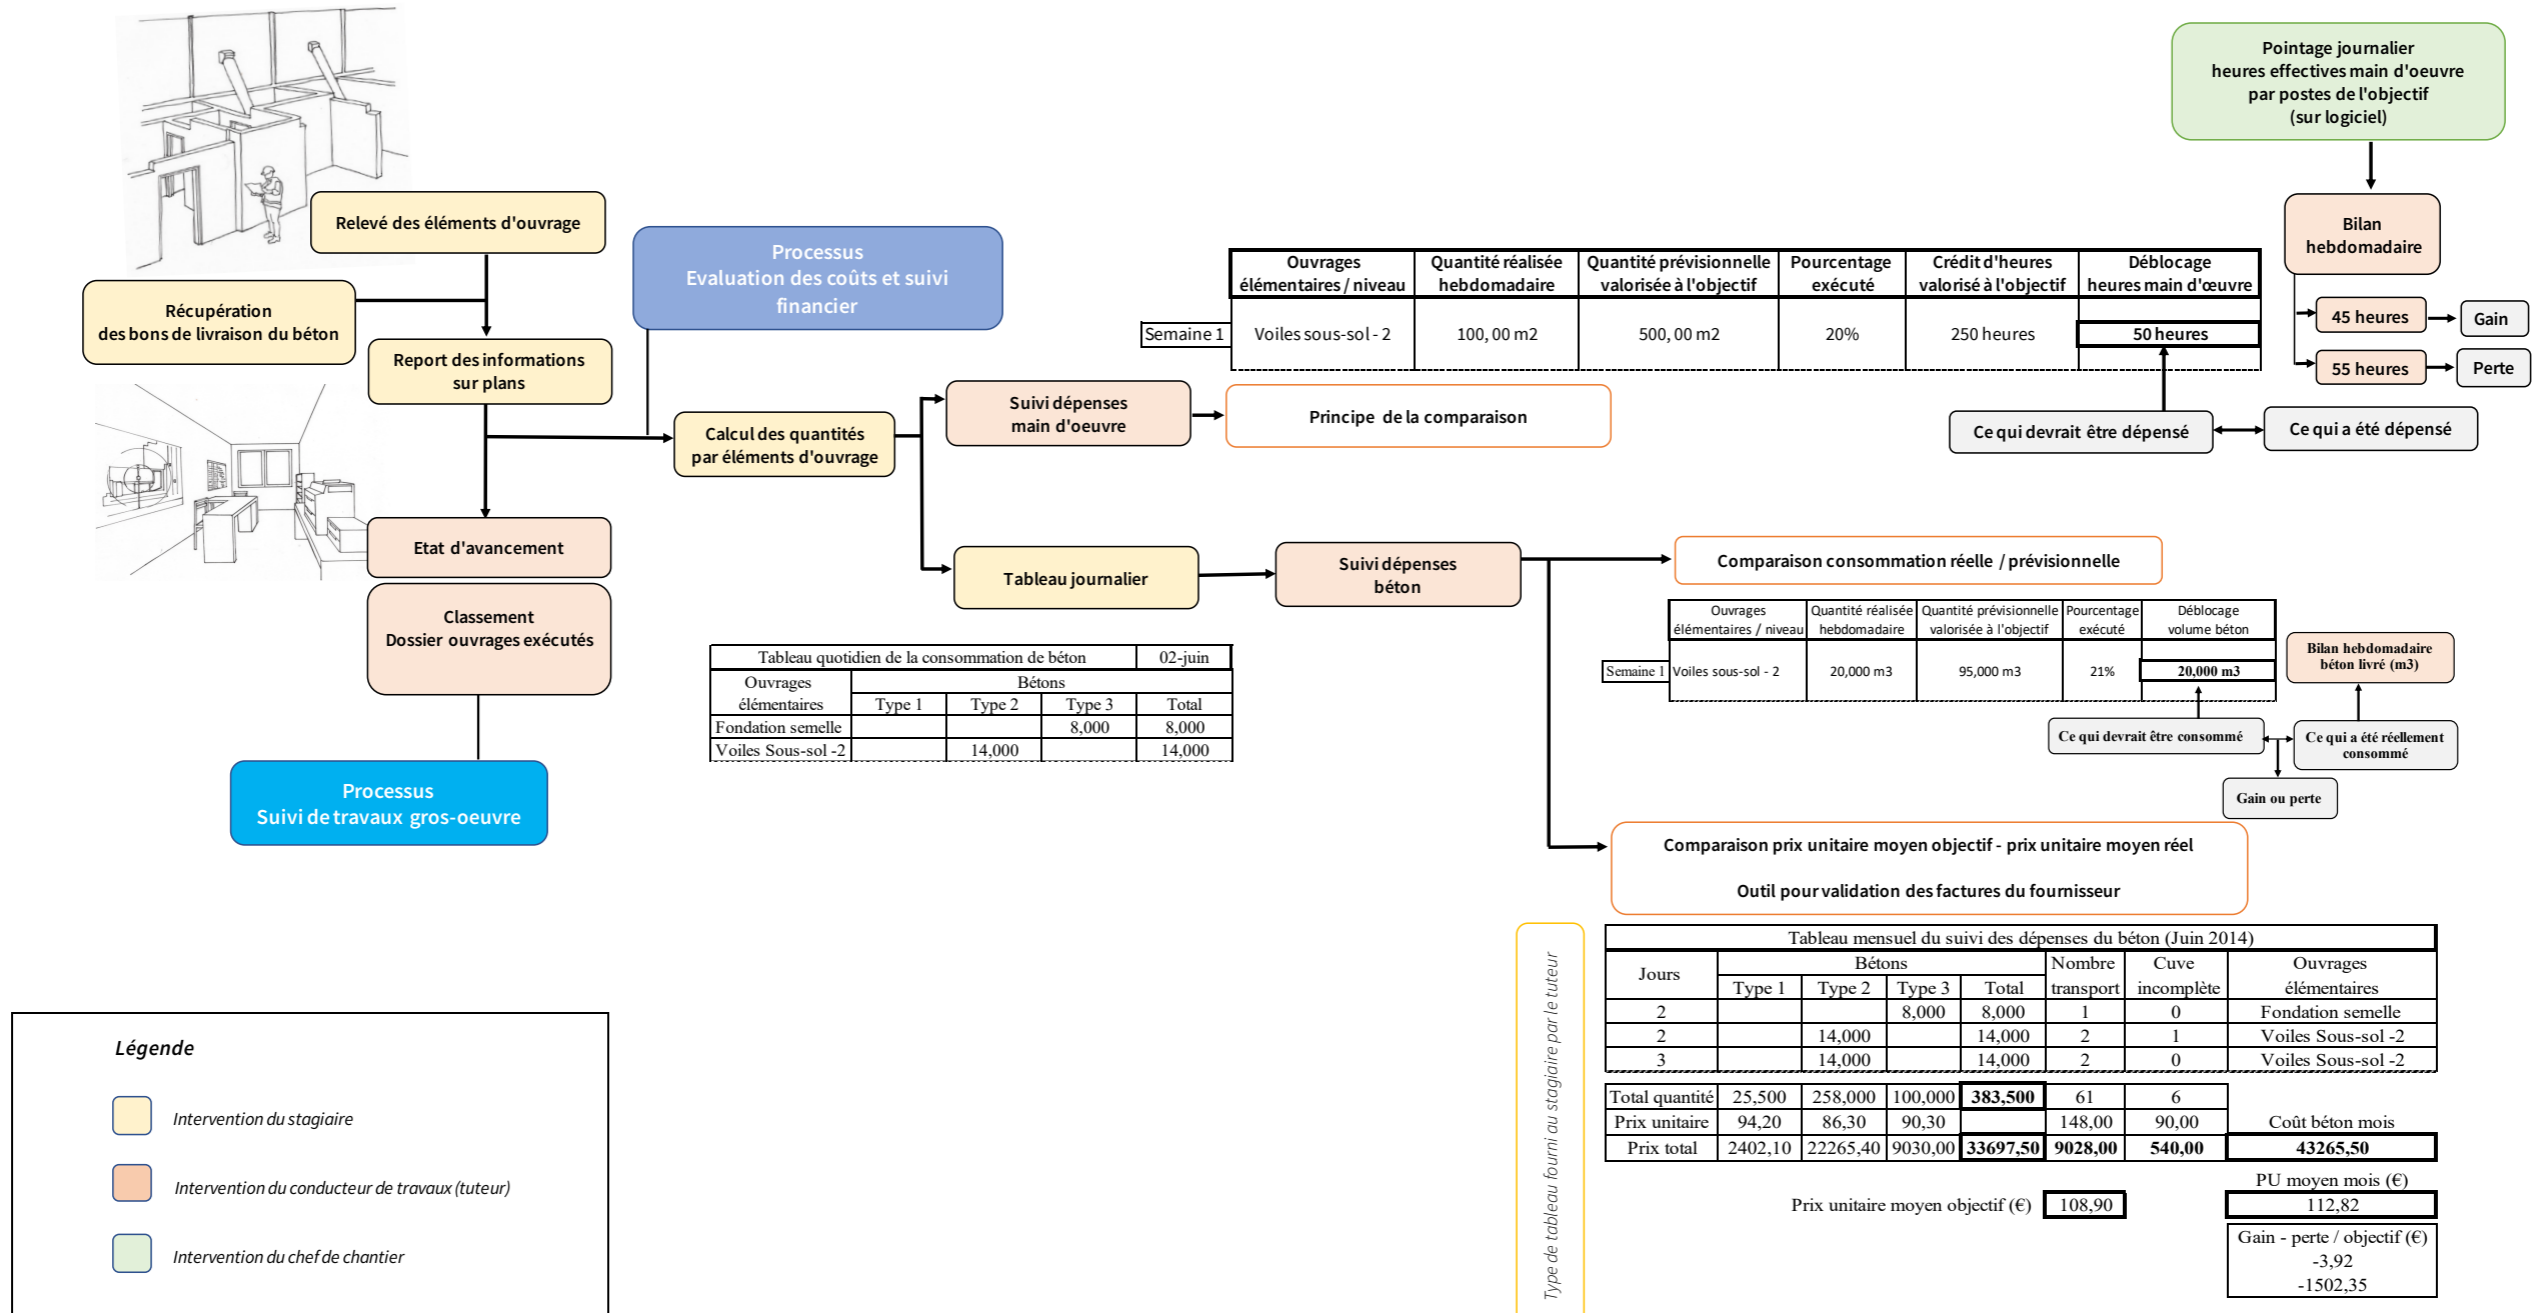 Pointage journalier
heures effectives main d'oeuvre
par postes de l'objectif
(sur logiciel)
Relevé des éléments d'ouvrage
Bilan
hebdomadaire
45 heures
Gain
55 heures
Perte
Processus
Evaluation des coûts et suivi
financier
Récupération
des bons de livraison du béton
Report des informations
sur plans
Ouvrages élémentaires / niveau | Quantité réalisée hebdomadaire | Quantité prévisionnelle valorisée à l'objectif | Pourcentage exécuté | Crédit d'heures valorisé à l'objectif | Déblocage heures main d'œuvre
Semaine 1 | Voiles sous-sol - 2 | 100,00 m2 | 500,00 m2 | 20% | 250 heures | 50 heures
Calcul des quantités
par éléments d'ouvrage
Suivi dépenses
main d'oeuvre
Principe de la comparaison
Ce qui devrait être dépensé
Ce qui a été dépensé
Etat d'avancement
Classement
Dossier ouvrages exécutés
Processus
Suivi de travaux gros-oeuvre
Tableau journalier
Suivi dépenses
béton
Comparaison consommation réelle / prévisionnelle
Ouvrages élémentaires / niveau | Quantité réalisée hebdomadaire | Quantité prévisionnelle valorisée à l'objectif | Pourcentage exécuté | Déblocage volume béton
Semaine 1 | Voiles sous-sol - 2 | 20,000 m3 | 95,000 m3 | 21% | 20,000 m3
Bilan hebdomadaire
béton livré (m3)
Ce qui devrait être consommé
Ce qui a été réellement
consommé
Gain ou perte
Tableau quotidien de la consommation de béton | 02-juin
Ouvrages élémentaires | Bétons
Type 1 | Type 2 | Type 3 | Total
Fondation semelle | 8,000 | 8,000
Voiles Sous-sol -2 | 14,000 | 14,000
Comparaison prix unitaire moyen objectif - prix unitaire moyen réel
Outil pour validation des factures du fournisseur
Type de tableau fourni au stagiaire par le tuteur
Tableau mensuel du suivi des dépenses du béton (Juin 2014)
Jours | Bétons | Nombre transport | Cuve incomplète | Ouvrages élémentaires
Type 1 | Type 2 | Type 3 | Total
2 | 8,000 | 8,000 | 1 | 0 | Fondation semelle
2 | 14,000 | 14,000 | 2 | 1 | Voiles Sous-sol -2
3 | 14,000 | 14,000 | 2 | 0 | Voiles Sous-sol -2
Total quantité | 25,500 | 258,000 | 100,000 | 383,500 | 61 | 6
Prix unitaire | 94,20 | 86,30 | 90,30 | 148,00 | 90,00 | Coût béton mois
Prix total | 2402,10 | 22265,40 | 9030,00 | 33697,50 | 9028,00 | 540,00 | 43265,50
PU moyen mois (€)
Prix unitaire moyen objectif (€) | 108,90 | 112,82
Gain - perte / objectif (€)
-3,92
-1502,35
Légende
Intervention du stagiaire
Intervention du conducteur de travaux (tuteur)
Intervention du chef de chantier